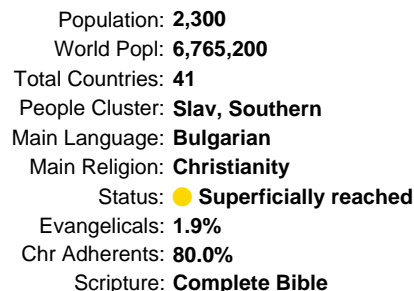 Population: 2,300
World Popl: 6,765,200
Total Countries: 41
People Cluster: Slav, Southern
Main Language: Bulgarian
Main Religion: Christianity
Status: Superficially reached
Evangelicals: 1.9%
Chr Adherents: 80.0%
Scripture: Complete Bible